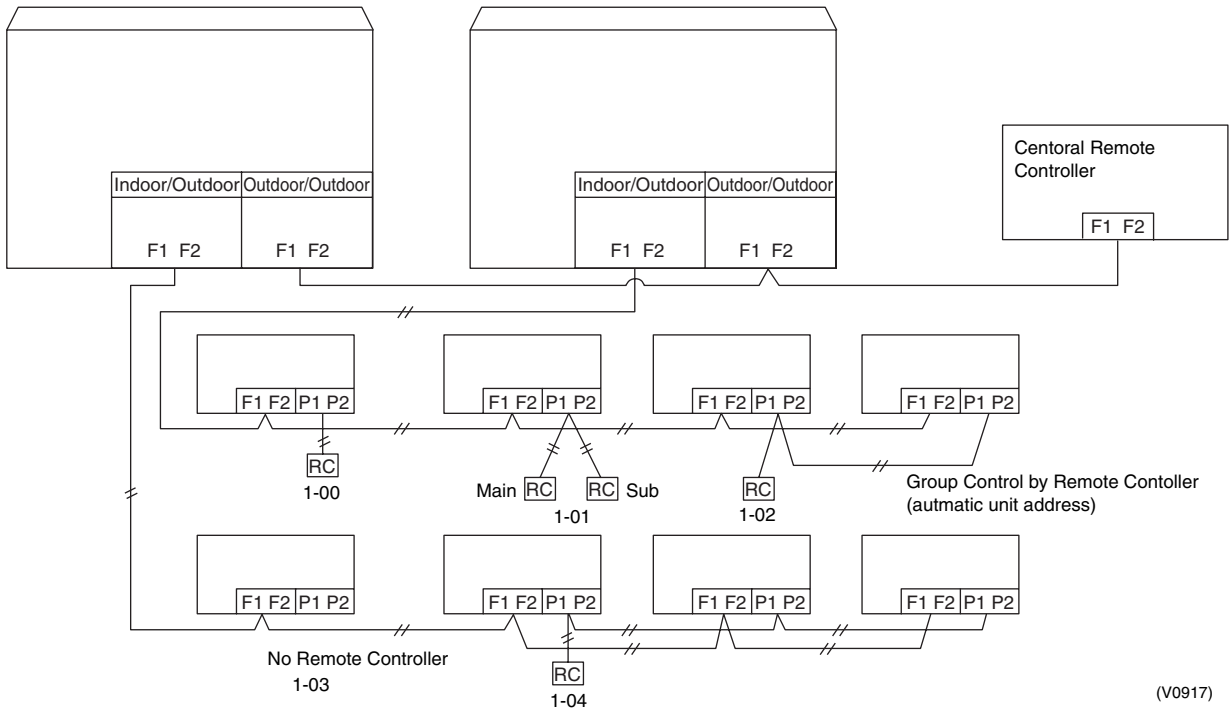 Indoor/Outdoor Outdoor/Outdoor
F1 F2 F1 F2
Indoor/Outdoor Outdoor/Outdoor
F1 F2 F1 F2
Centoral Remote
Controller
F1 F2
F1 F2 P1 P2
F1 F2 P1 P2
F1 F2 P1 P2
F1 F2 P1 P2
RC
1-00
Main RC RC Sub
1-01
RC
1-02
Group Control by Remote Contoller
(autmatic unit address)
F1 F2 P1 P2
F1 F2 P1 P2
F1 F2 P1 P2
F1 F2 P1 P2
No Remote Controller
1-03
RC
1-04
(V0917)